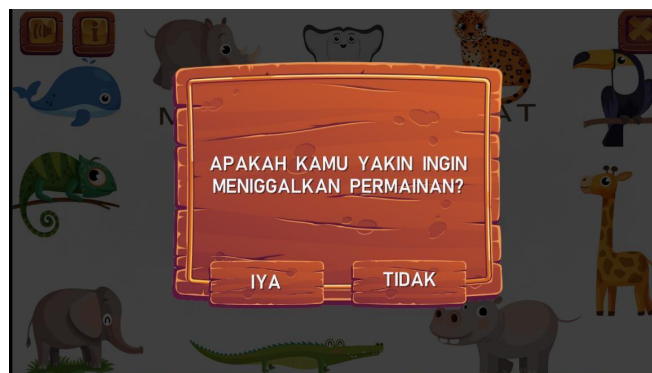 APAKAH KAMU YAKIN INGIN
MENIGGALKAN PERMAINAN?
IYA
TIDAK